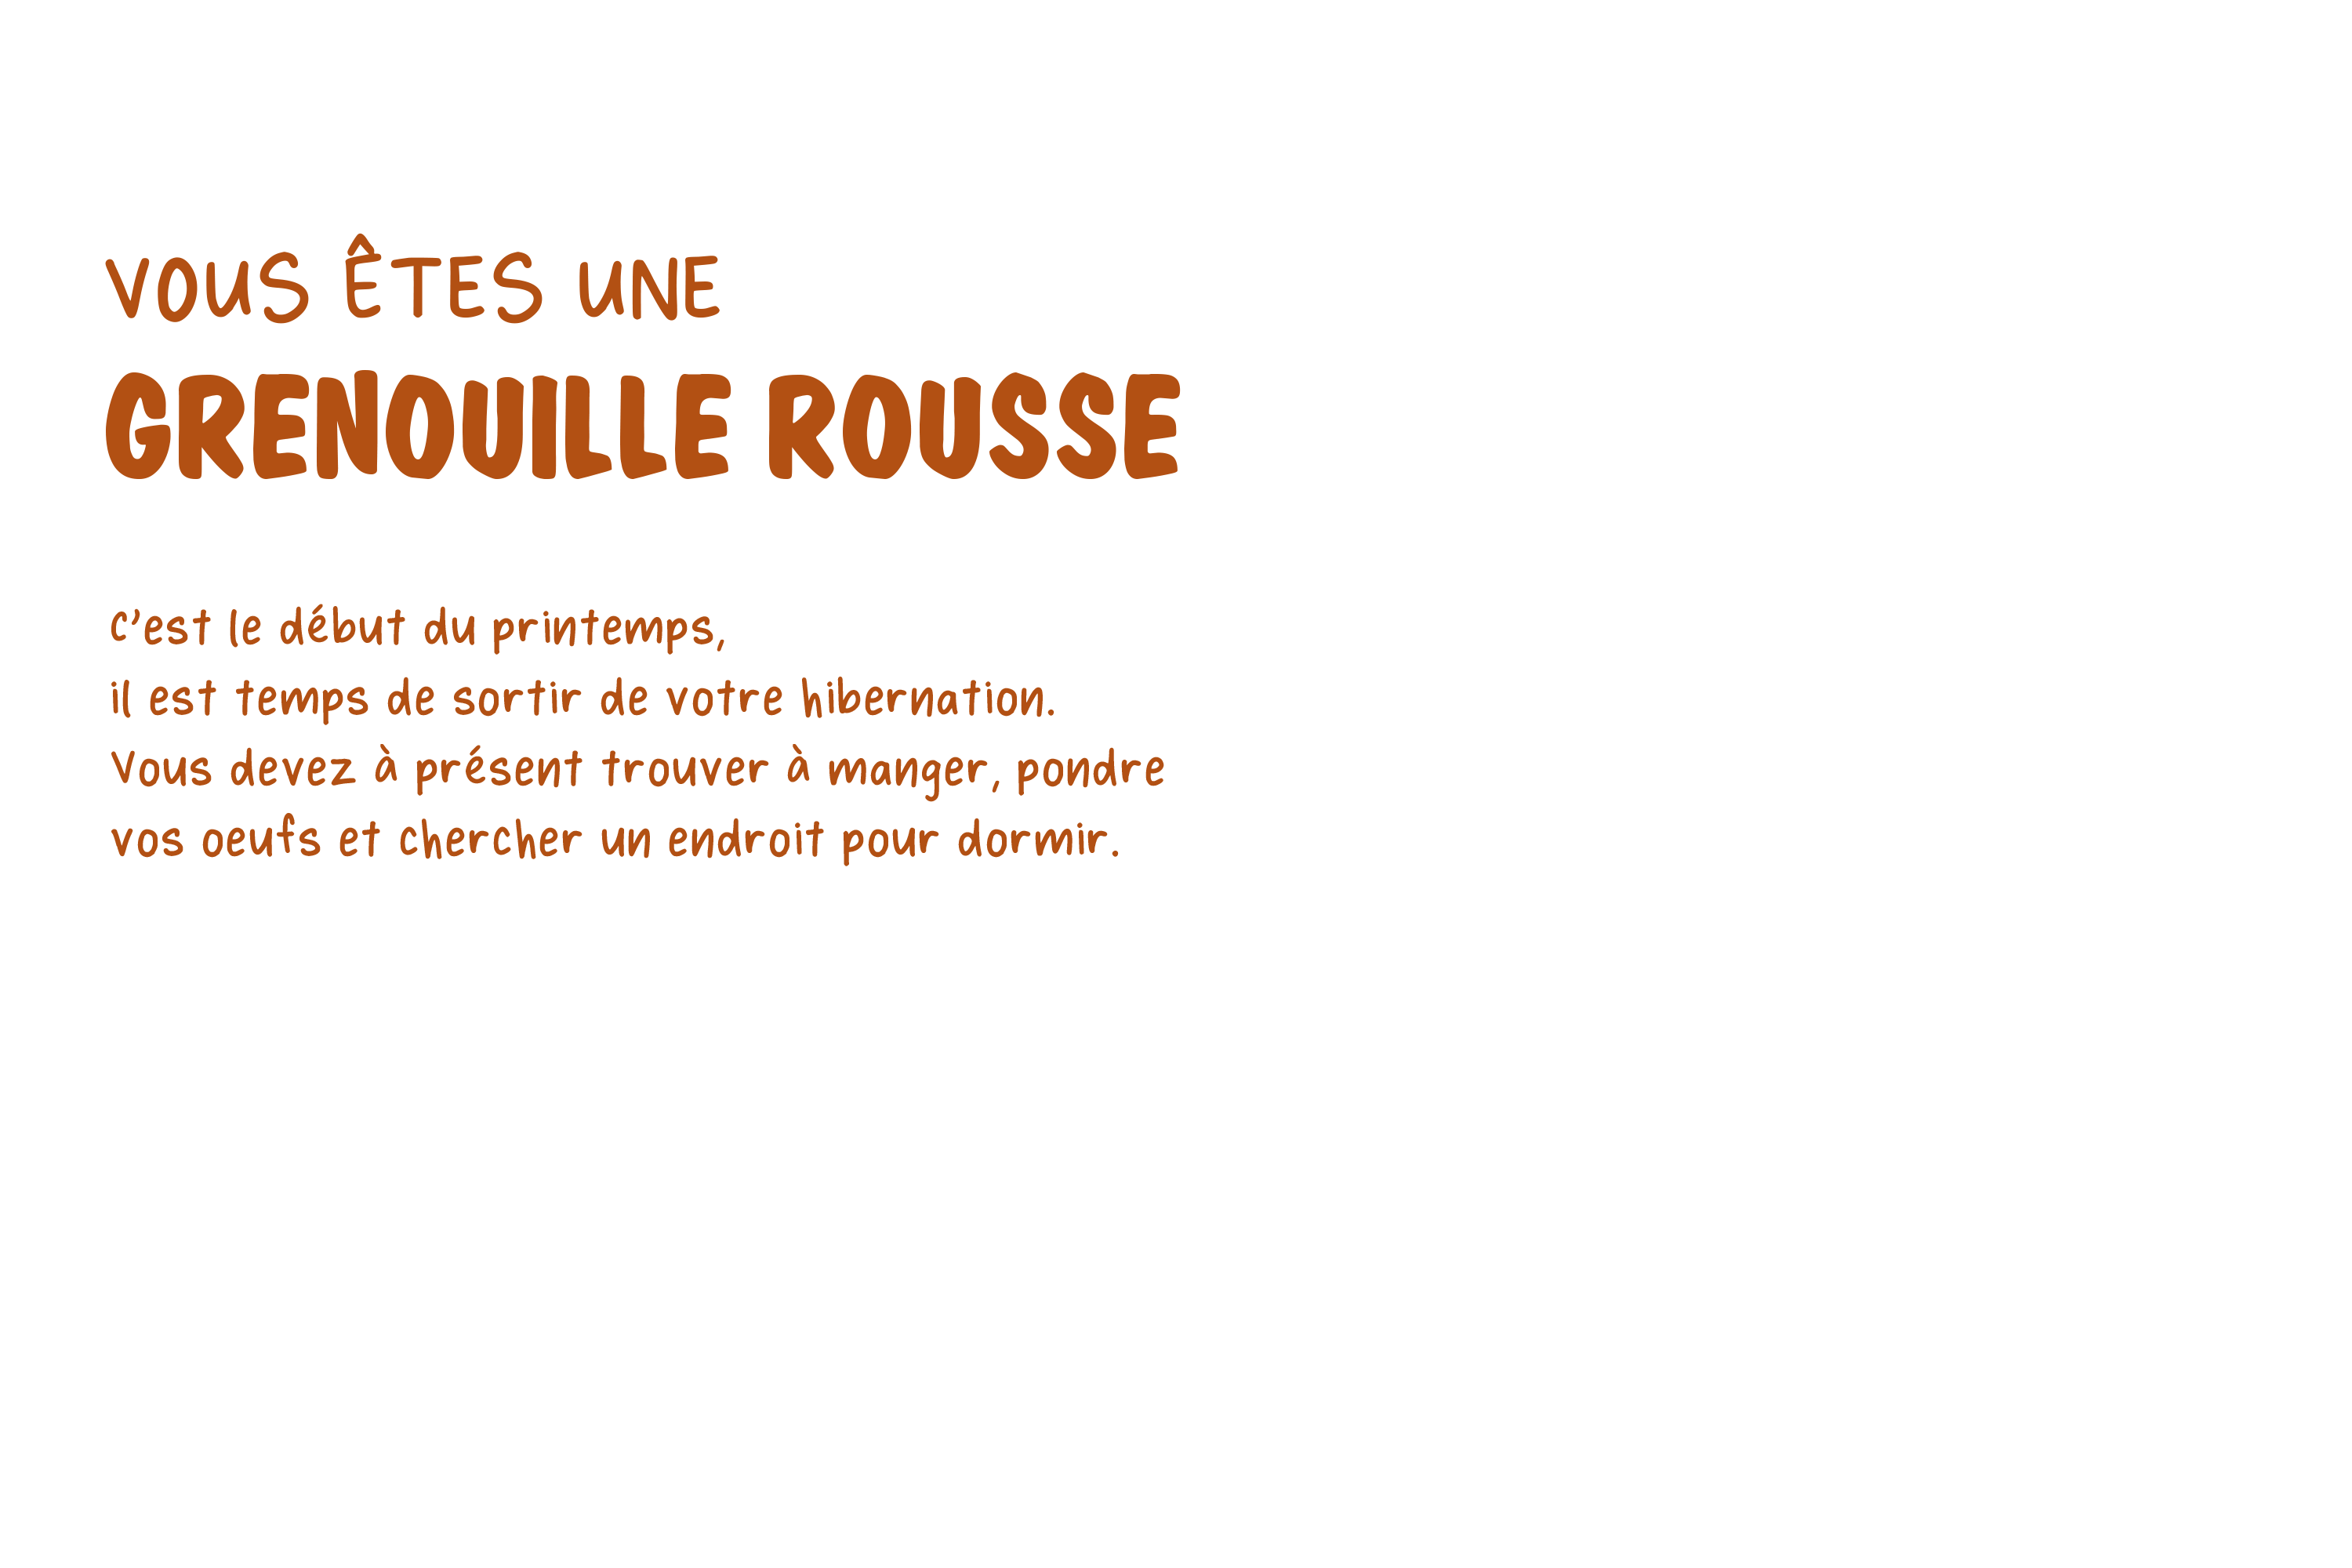 VOUS ÊTES UNE
GRENOUILLE ROUSSE
C'est le début du printemps,
il est temps de sortir de votre hibernation.
Vous devez à présent trouver à manger, pondre
vos oeufs et chercher un endroit pour dormir.